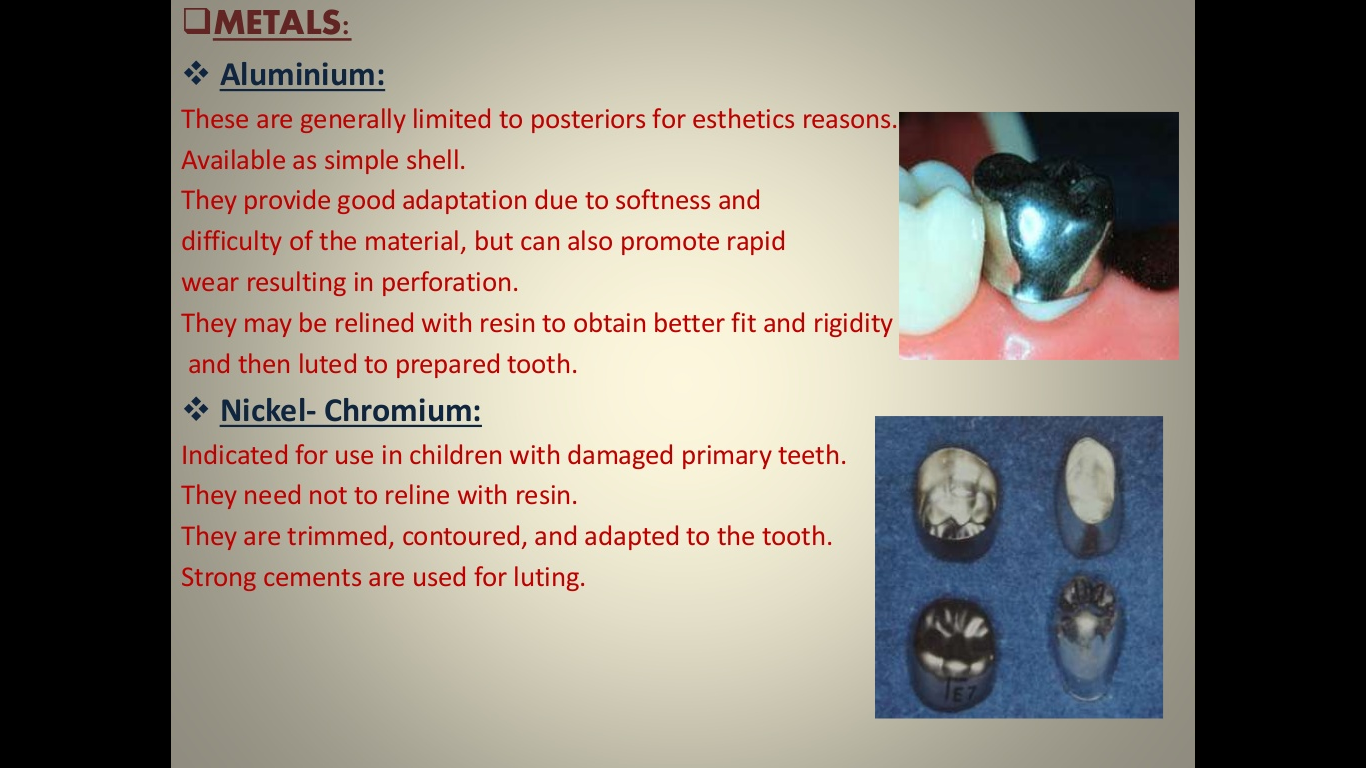 METALS:
Aluminium:
These are generally limited to posteriors for esthetics reasons.
Available as simple shell.
They provide good adaptation due to softness and
difficulty of the material, but can also promote rapid
wear resulting in perforation.
They may be relined with resin to obtain better fit and rigidity
and then luted to prepared tooth.
Nickel- Chromium:
Indicated for use in children with damaged primary teeth.
They need not to reline with resin.
They are trimmed, contoured, and adapted to the tooth.
Strong cements are used for luting.